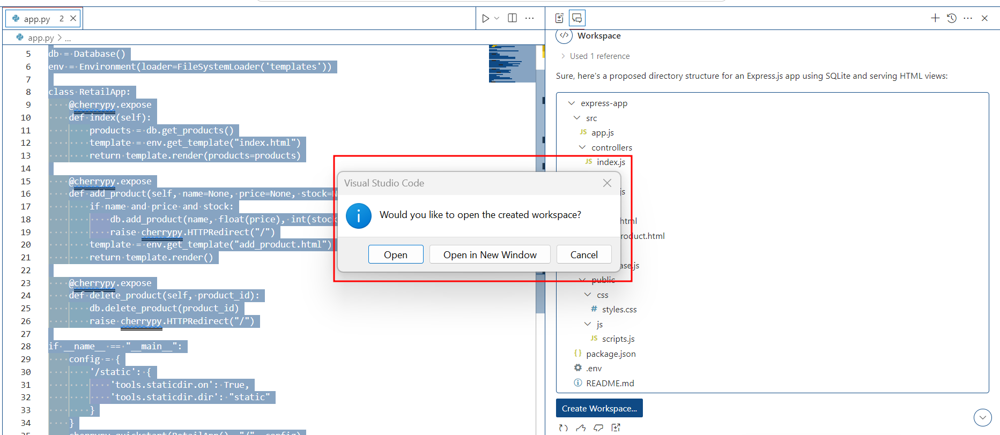 app.py 2
app.py > ...
5 db = Database()
6 env = Environment(loader=FileSystemLoader('templates'))
7
8 class RetailApp:
9 @cherrypy.expose
10 def index(self):
11 products = db.get_products()
12 template = env.get_template("index.html")
13 return template.render(products=products)
14
15 @cherrypy.expose
16 def add_product(self, name=None, price=None, stock=N
17 if name and price and stock:
18 db.add_product(name, float(price), int(stock
19 raise cherrypy.HTTPRedirect("/")
20 template = env.get_template("add_product.html")
21 return template.render()
22
23 @cherrypy.expose
24 def delete_product(self, product_id):
25 db.delete_product(product_id)
26 raise cherrypy.HTTPRedirect("/")
27
28 if __name__ == "__main__":
29 config = {
30 '/static': {
31 'tools.staticdir.on': True,
32 'tools.staticdir.dir': "static"
33 }
34 }
cherrypy.quickstart(RetailApp(), "/", config)
Visual Studio Code
Would you like to open the created workspace?
Open
Open in New Window
Cancel
Workspace
Used 1 reference
Sure, here's a proposed directory structure for an Express.js app using SQLite and serving HTML views:
express-app
src
JS app.js
controllers
JS index.js
js
html
roduct.html
ase.js
public
css
# styles.css
js
JS scripts.js
{} package.json
.env
README.md
Create Workspace...